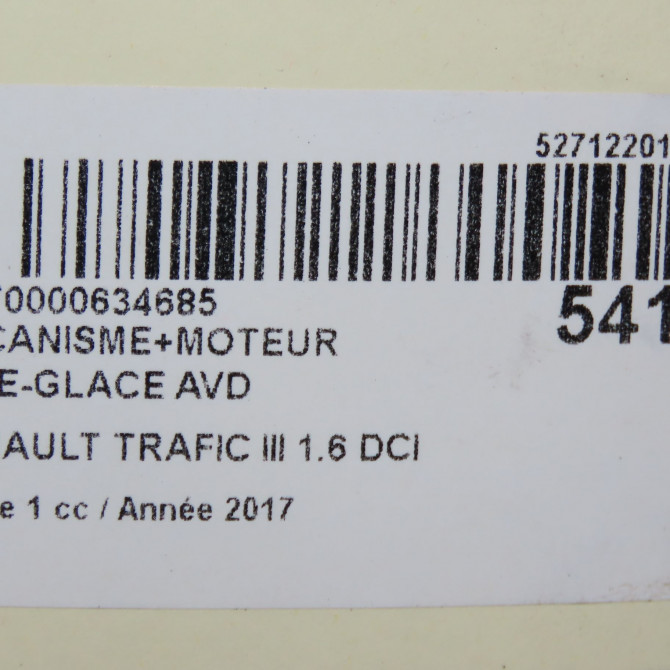 52712201
0000634685
CANISME+MOTEUR
E-GLACE AVD
541
AULT TRAFIC III 1.6 DCI
e 1 cc / Année 2017